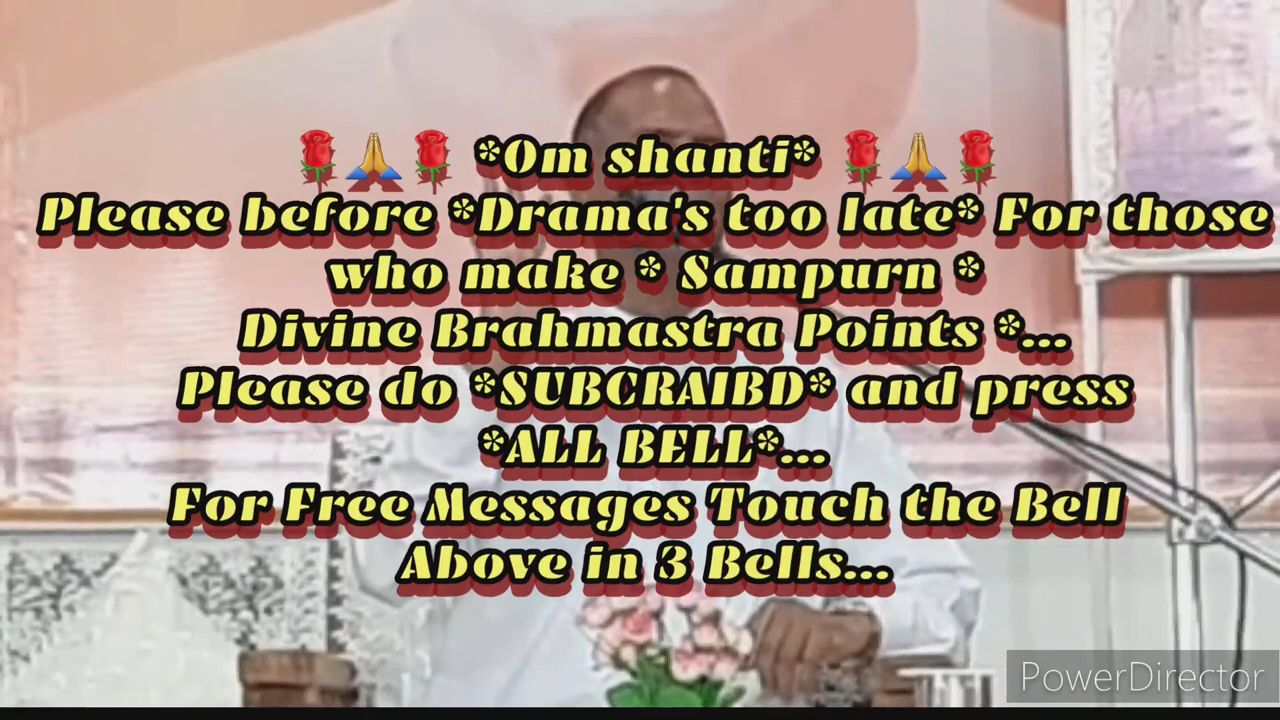 🌹🙏🌹 *Om shanti* 🌹🙏🌹
Please before *Drama's too late* For those
who make * Sampurn *
Divine Brahmastra Points *...
Please do *SUBCRAIBD* and press
*ALL BELL*...
For Free Messages Touch the Bell
Above in 3 Bells...
PowerDirector